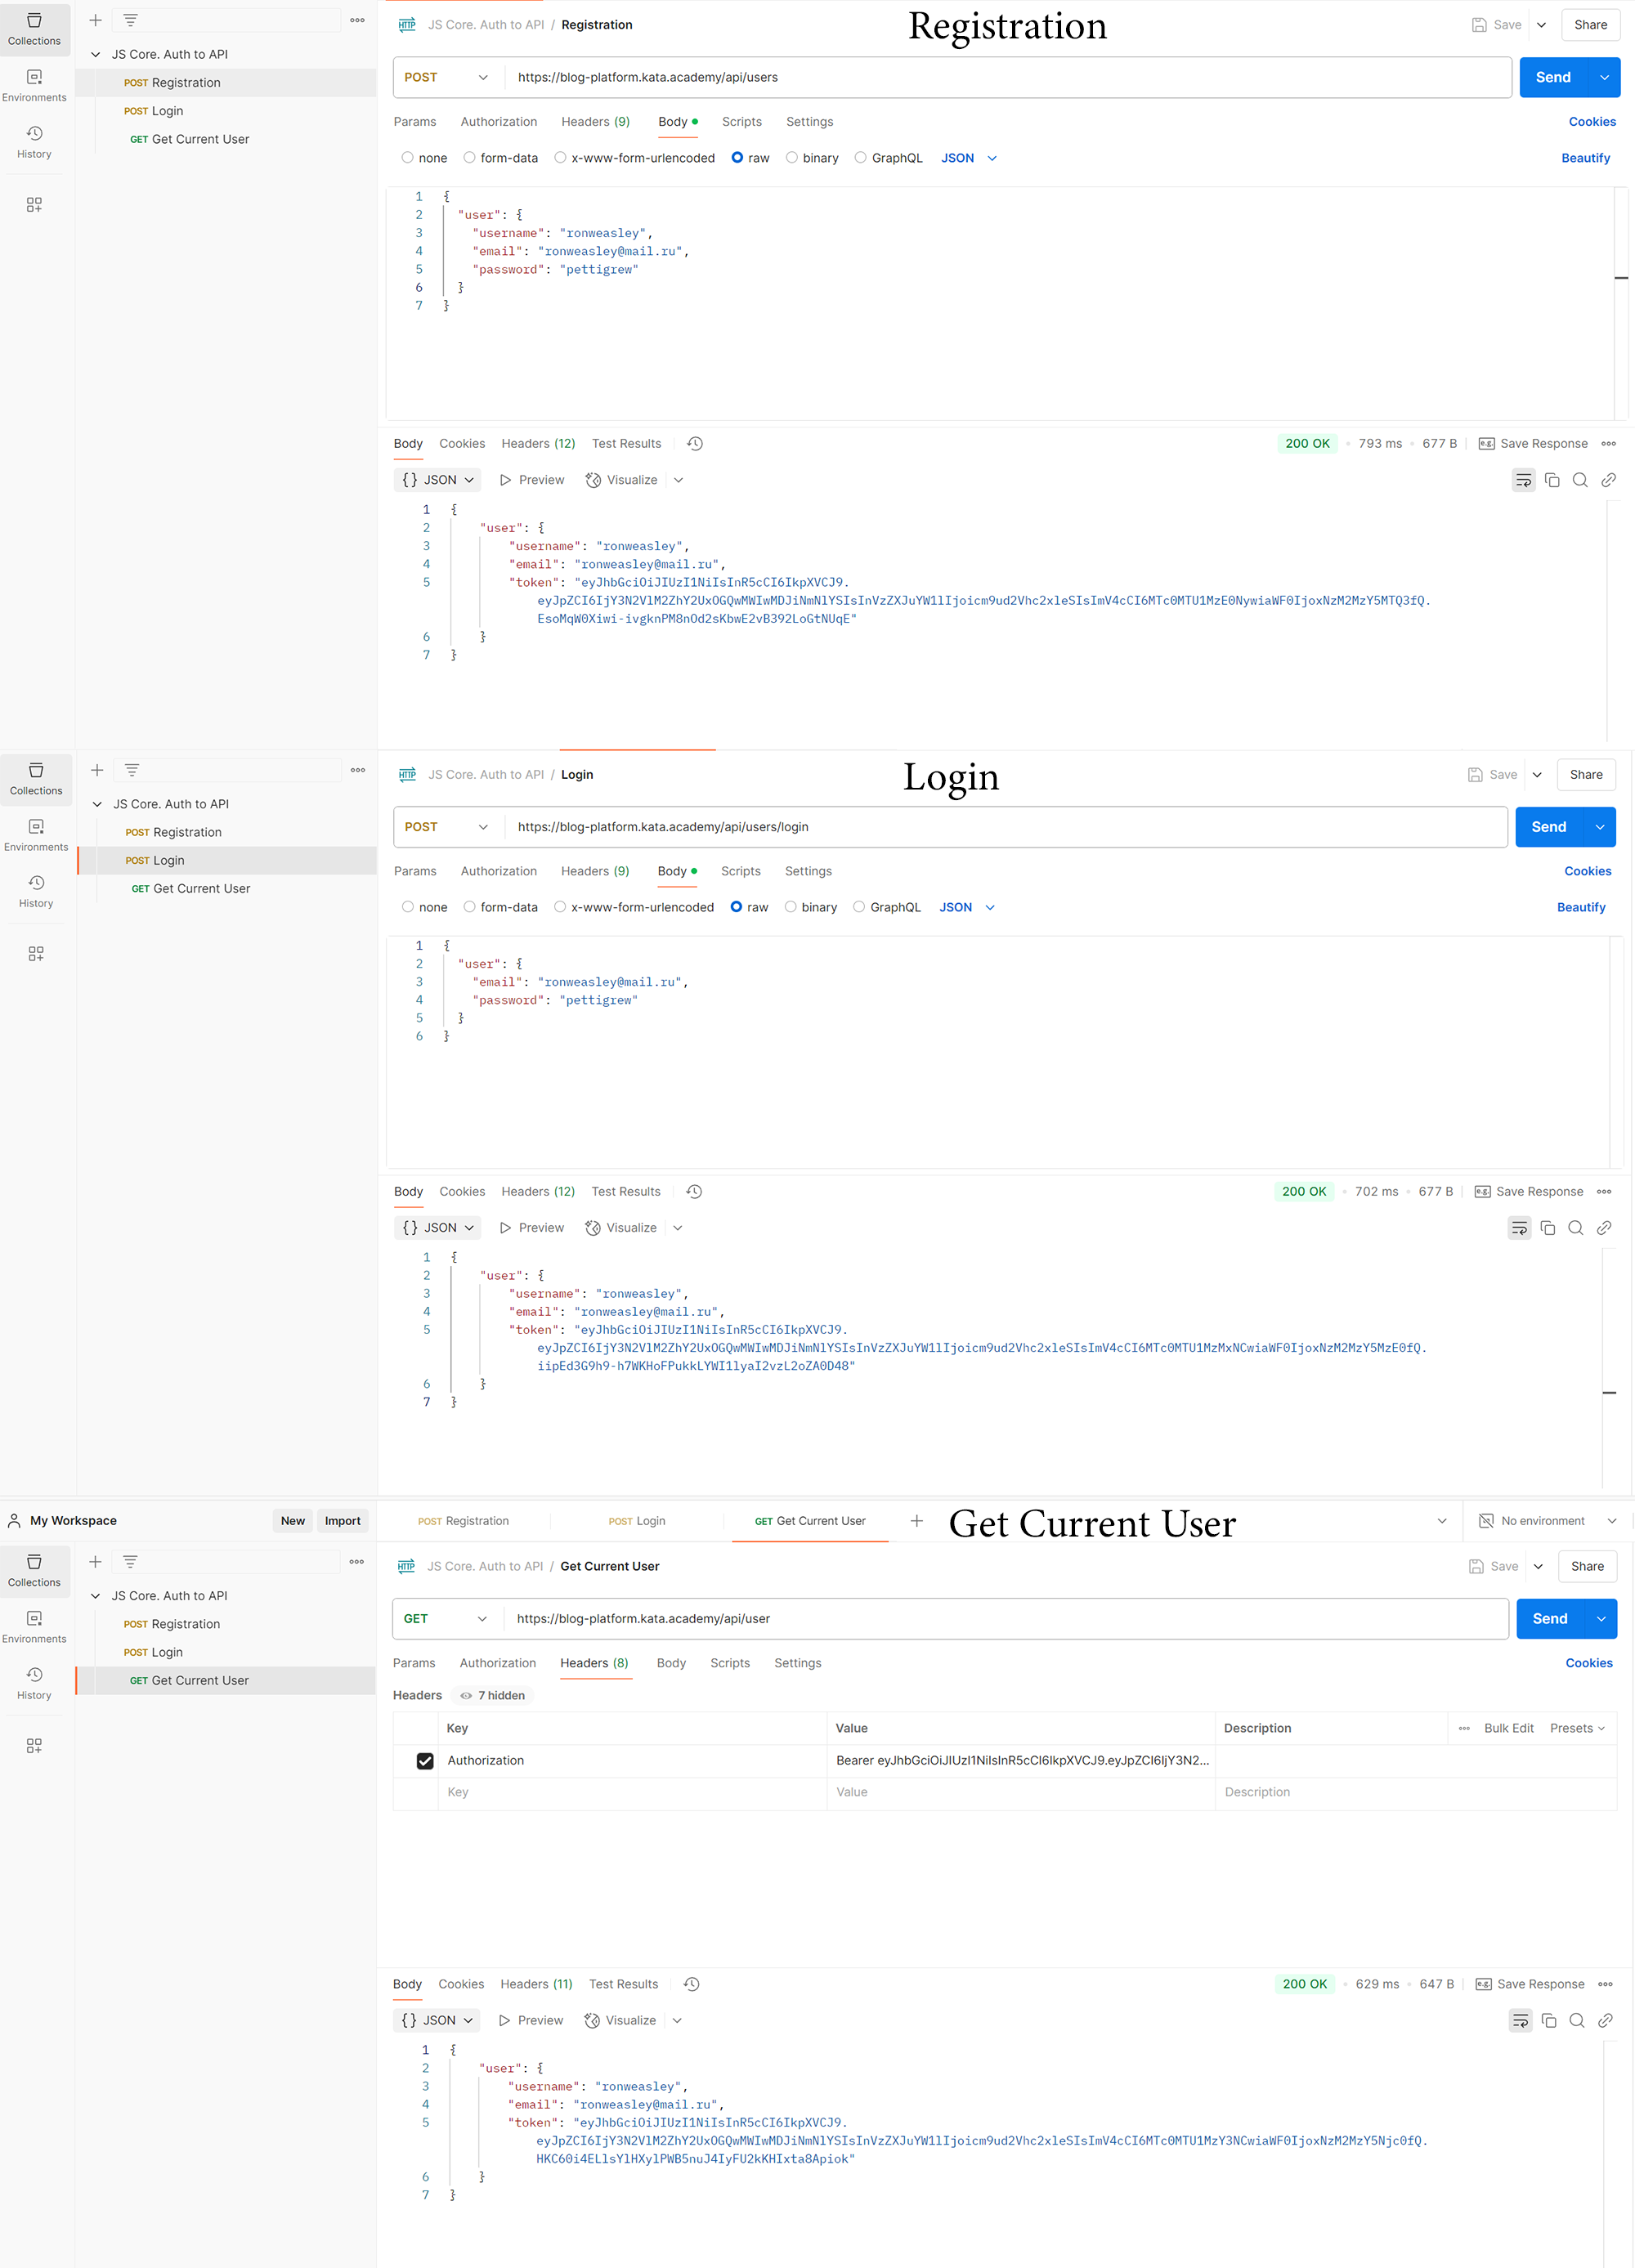 Collections
Environments
History
JS Core. Auth to API
POST Registration
POST Login
GET Get Current User
HTTP JS Core. Auth to API / Registration
Registration
Save
Share
POST
https://blog-platform.kata.academy/api/users
Send
Params Authorization Headers (9) Body Scripts Settings
Cookies
none form-data x-www-form-urlencoded raw binary GraphQL JSON
Beautify
1 {
2 "user": {
3 "username": "ronweasley",
4 "email": "ronweasley@mail.ru",
5 "password": "pettigrew"
6 }
7 }
Body Cookies Headers (12) Test Results
200 OK 793 ms 677 B e.g. Save Response
{} JSON Preview Visualize
1 {
2 "user": {
3 "username": "ronweasley",
4 "email": "ronweasley@mail.ru",
5 "token": "eyJhbGciOiJIUzI1NiIsInR5cCI6IkpXVCJ9.
eyJpZCI6IjY3N2VlM2ZhY2UxOGQwMWIwMDJiNmNlYSIsInVzZXJuYW1lIjoicm9ud2Vhc2xleSIsImV4cCI6MTc0MTU1MzE0NywiaWF0IjoxNzM2MzY5MTQ3fQ.
EsoMqW0Xiwi-ivgknPM8nOd2sKbwE2vB392LoGtNUqE"
6 }
7 }
Collections
Environments
History
JS Core. Auth to API
POST Registration
POST Login
GET Get Current User
HTTP JS Core. Auth to API / Login
Login
Save
Share
POST
https://blog-platform.kata.academy/api/users/login
Send
Params Authorization Headers (9) Body Scripts Settings
Cookies
none form-data x-www-form-urlencoded raw binary GraphQL JSON
Beautify
1 {
2 "user": {
3 "email": "ronweasley@mail.ru",
4 "password": "pettigrew"
5 }
6 }
Body Cookies Headers (12) Test Results
200 OK 702 ms 677 B e.g. Save Response
{} JSON Preview Visualize
1 {
2 "user": {
3 "username": "ronweasley",
4 "email": "ronweasley@mail.ru",
5 "token": "eyJhbGciOiJIUzI1NiIsInR5cCI6IkpXVCJ9.
eyJpZCI6IjY3N2VlM2ZhY2UxOGQwMWIwMDJiNmNlYSIsInVzZXJuYW1lIjoicm9ud2Vhc2xleSIsImV4cCI6MTc0MTU1MzMxNCwiaWF0IjoxNzM2MzY5MzE0fQ.
iipEd3G9h9-h7WKHoFPukkLYWI1lyaI2vzL2oZA0D48"
6 }
7 }
My Workspace
New
Import
POST Registration
POST Login
GET Get Current User
Get Current User
No environment
Collections
Environments
History
JS Core. Auth to API
POST Registration
POST Login
GET Get Current User
HTTP JS Core. Auth to API / Get Current User
Save
Share
GET
https://blog-platform.kata.academy/api/user
Send
Params Authorization Headers (8) Body Scripts Settings
Cookies
Headers 7 hidden
Key Value Description Bulk Edit Presets
Authorization Bearer eyJhbGciOiJIUzI1NiIsInR5cCI6IkpXVCJ9.eyJpZCI6IjY3N2...
Key Value Description
Body Cookies Headers (11) Test Results
200 OK 629 ms 647 B e.g. Save Response
{} JSON Preview Visualize
1 {
2 "user": {
3 "username": "ronweasley",
4 "email": "ronweasley@mail.ru",
5 "token": "eyJhbGciOiJIUzI1NiIsInR5cCI6IkpXVCJ9.
eyJpZCI6IjY3N2VlM2ZhY2UxOGQwMWIwMDJiNmNlYSIsInVzZXJuYW1lIjoicm9ud2Vhc2xleSIsImV4cCI6MTc0MTU1MzY3NCwiaWF0IjoxNzM2MzY5Njc0fQ.
HKC60i4ELlsYlHXylPWB5nuJ4IyFU2kKHIxta8Apiok"
6 }
7 }